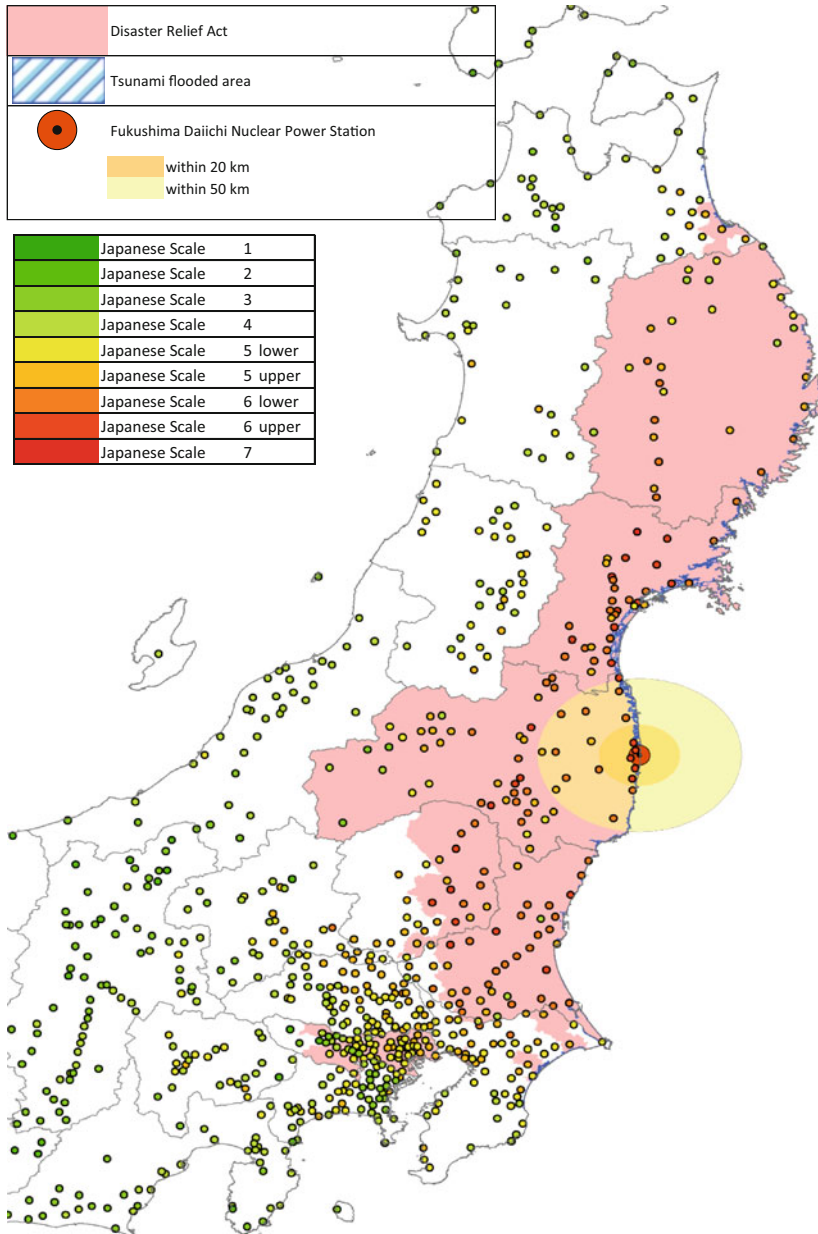 Disaster Relief Act
Tsunami flooded area
Fukushima Daiichi Nuclear Power Station
within 20 km
within 50 km
Japanese Scale 1
Japanese Scale 2
Japanese Scale 3
Japanese Scale 4
Japanese Scale 5 lower
Japanese Scale 5 upper
Japanese Scale 6 lower
Japanese Scale 6 upper
Japanese Scale 7